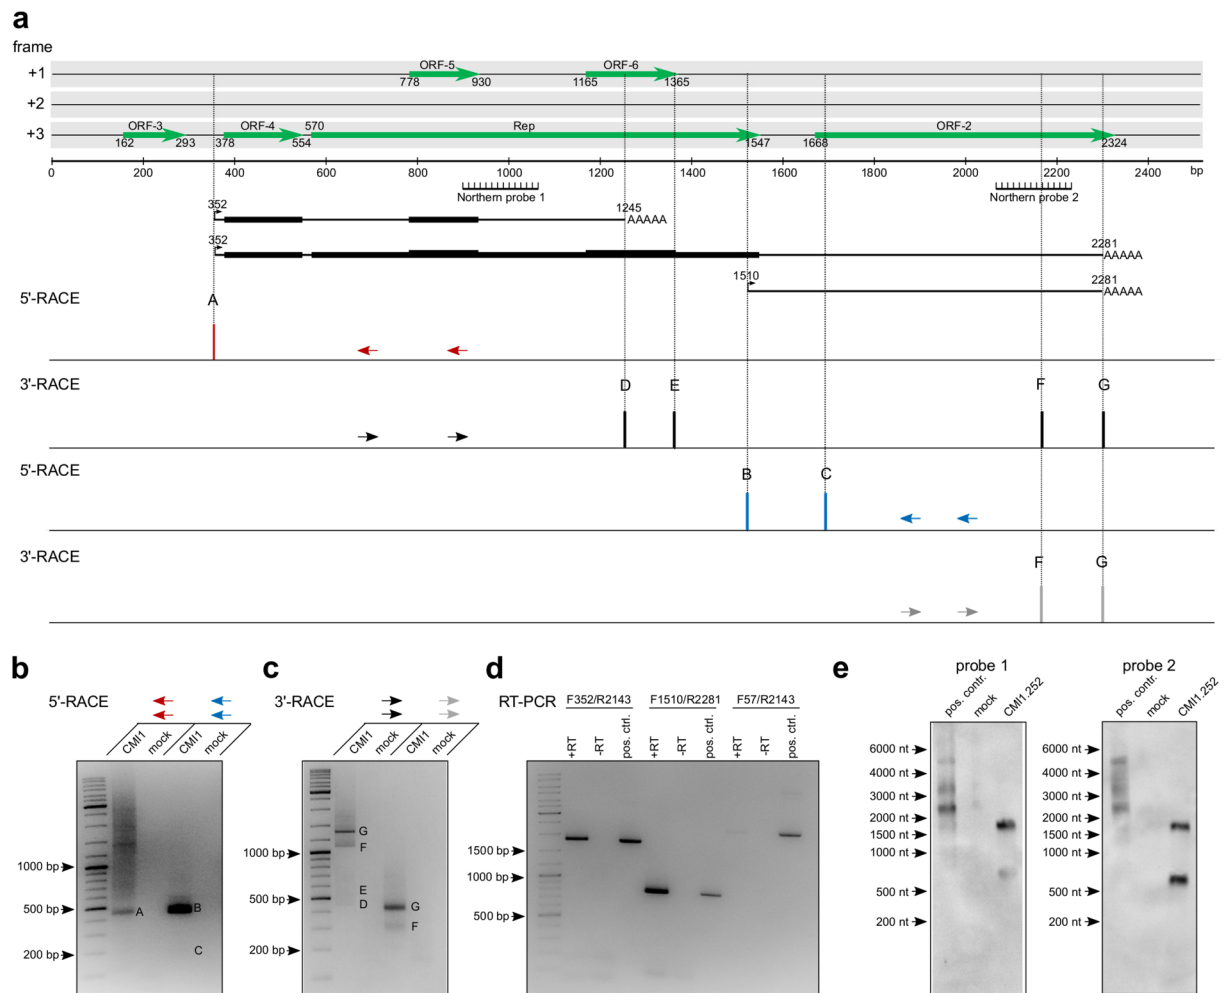 a
frame
+1
ORF-5
ORF-6
778
930
1165
1365
+2
+3
ORF-3
ORF-4
570
Rep
ORF-2
162
293
378
554
1547
1668
2324
0 200 400 600 800 1000 1200 1400 1600 1800 2000 2200 2400 bp
Northern probe 1
Northern probe 2
352
1245
AAAAA
352
2281
AAAAA
1510
2281
AAAAA
5'-RACE
A
3'-RACE
D E F G
5'-RACE
B C
3'-RACE
F G
b
5'-RACE
CMI1
mock
CMI1
mock
1000 bp
500 bp
200 bp
A
B
C
c
3'-RACE
CMI1
mock
CMI1
mock
1000 bp
500 bp
200 bp
G
F
E
D
G
F
d
RT-PCR
F352/R2143 F1510/R2281 F57/R2143
+RT
-RT
pos. ctrl.
+RT
-RT
pos. ctrl.
+RT
-RT
pos. ctrl.
1500 bp
1000 bp
500 bp
e
probe 1
pos. contr.
mock
CMI1.252
6000 nt
4000 nt
3000 nt
2000 nt
1500 nt
1000 nt
500 nt
200 nt
probe 2
pos. contr.
mock
CMI1.252
6000 nt
4000 nt
3000 nt
2000 nt
1500 nt
1000 nt
500 nt
200 nt